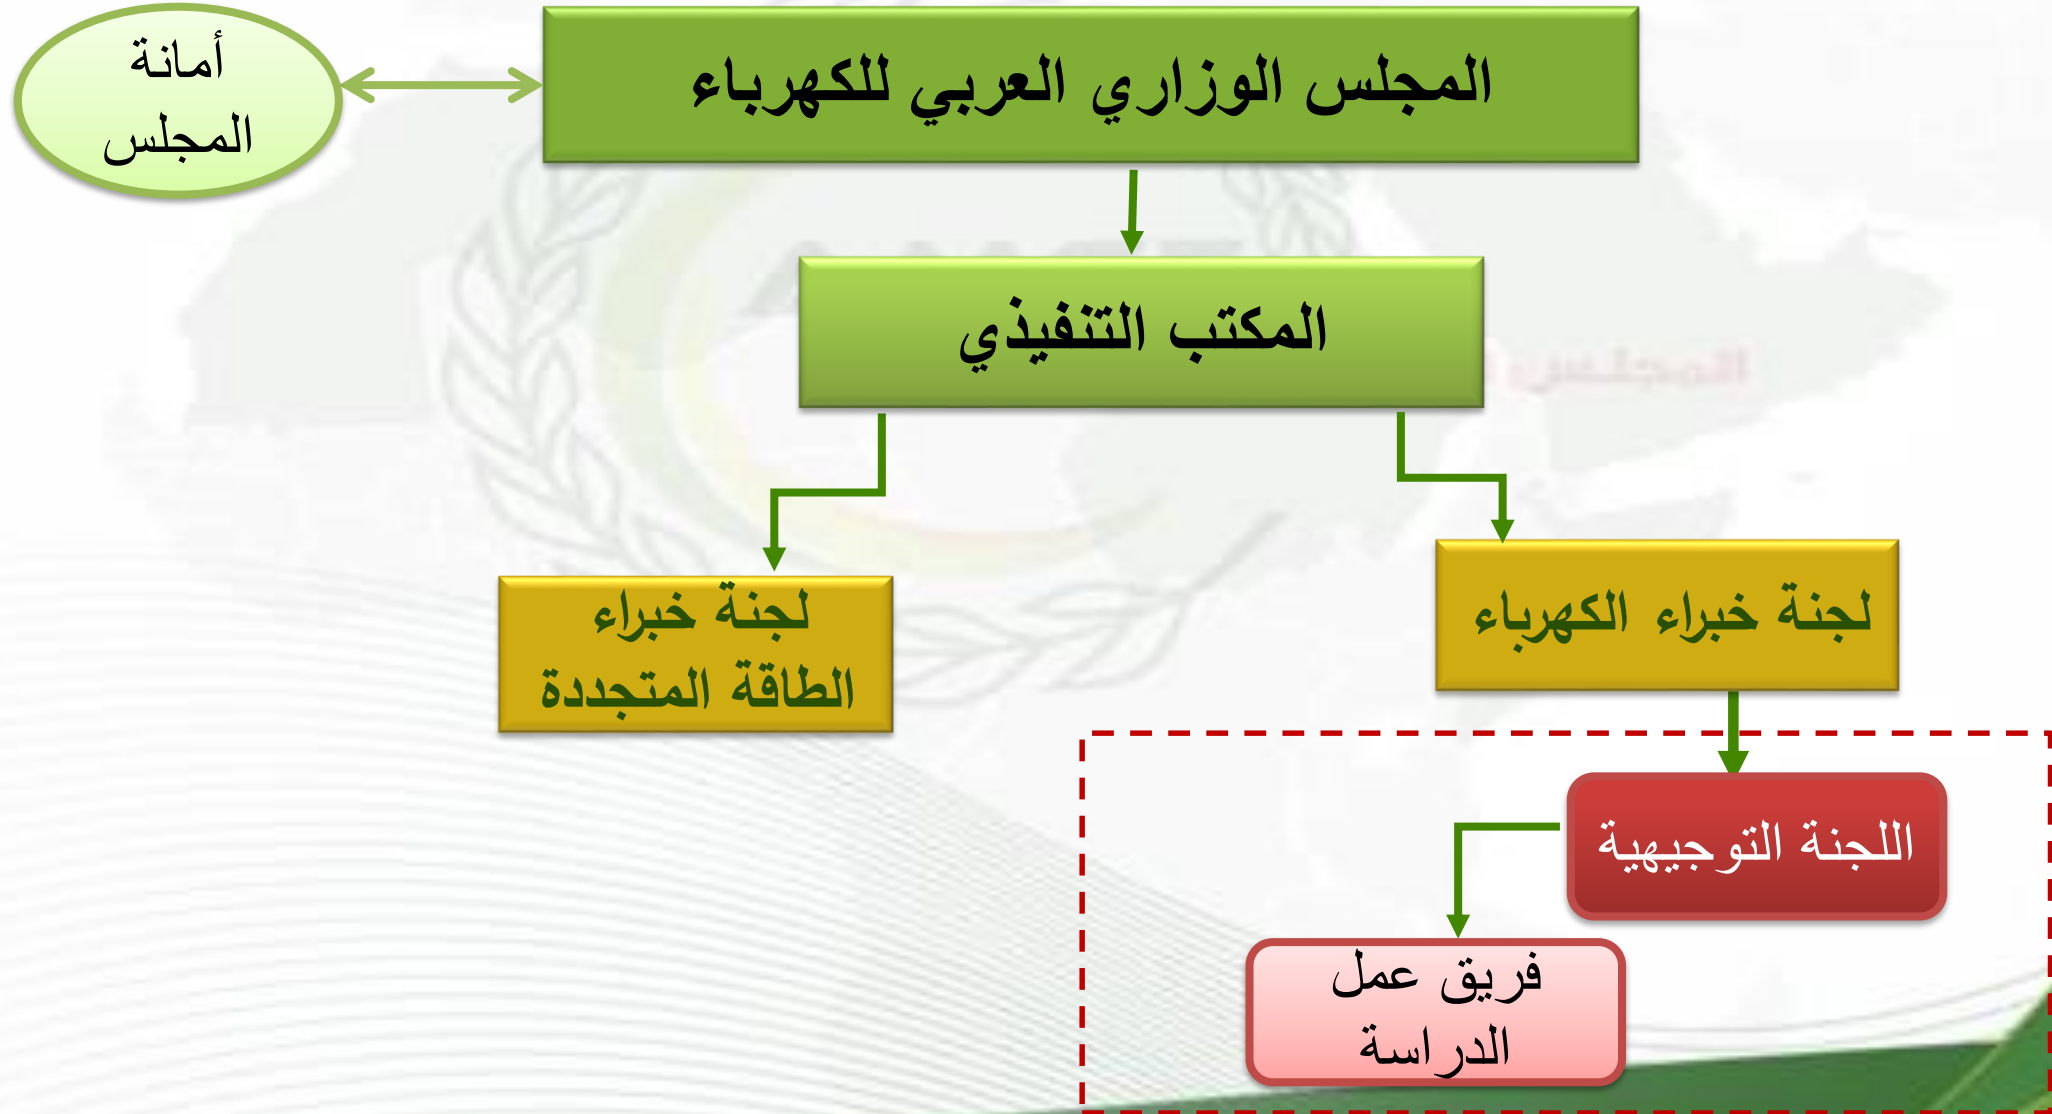 المجلس الوزاري العربي للكهرباء
أمانة
المجلس
المكتب التنفيذي
لجنة خبراء الكهرباء
لجنة خبراء
الطاقة المتجددة
اللجنة التوجيهية
فريق عمل
الدراسة
المجلس